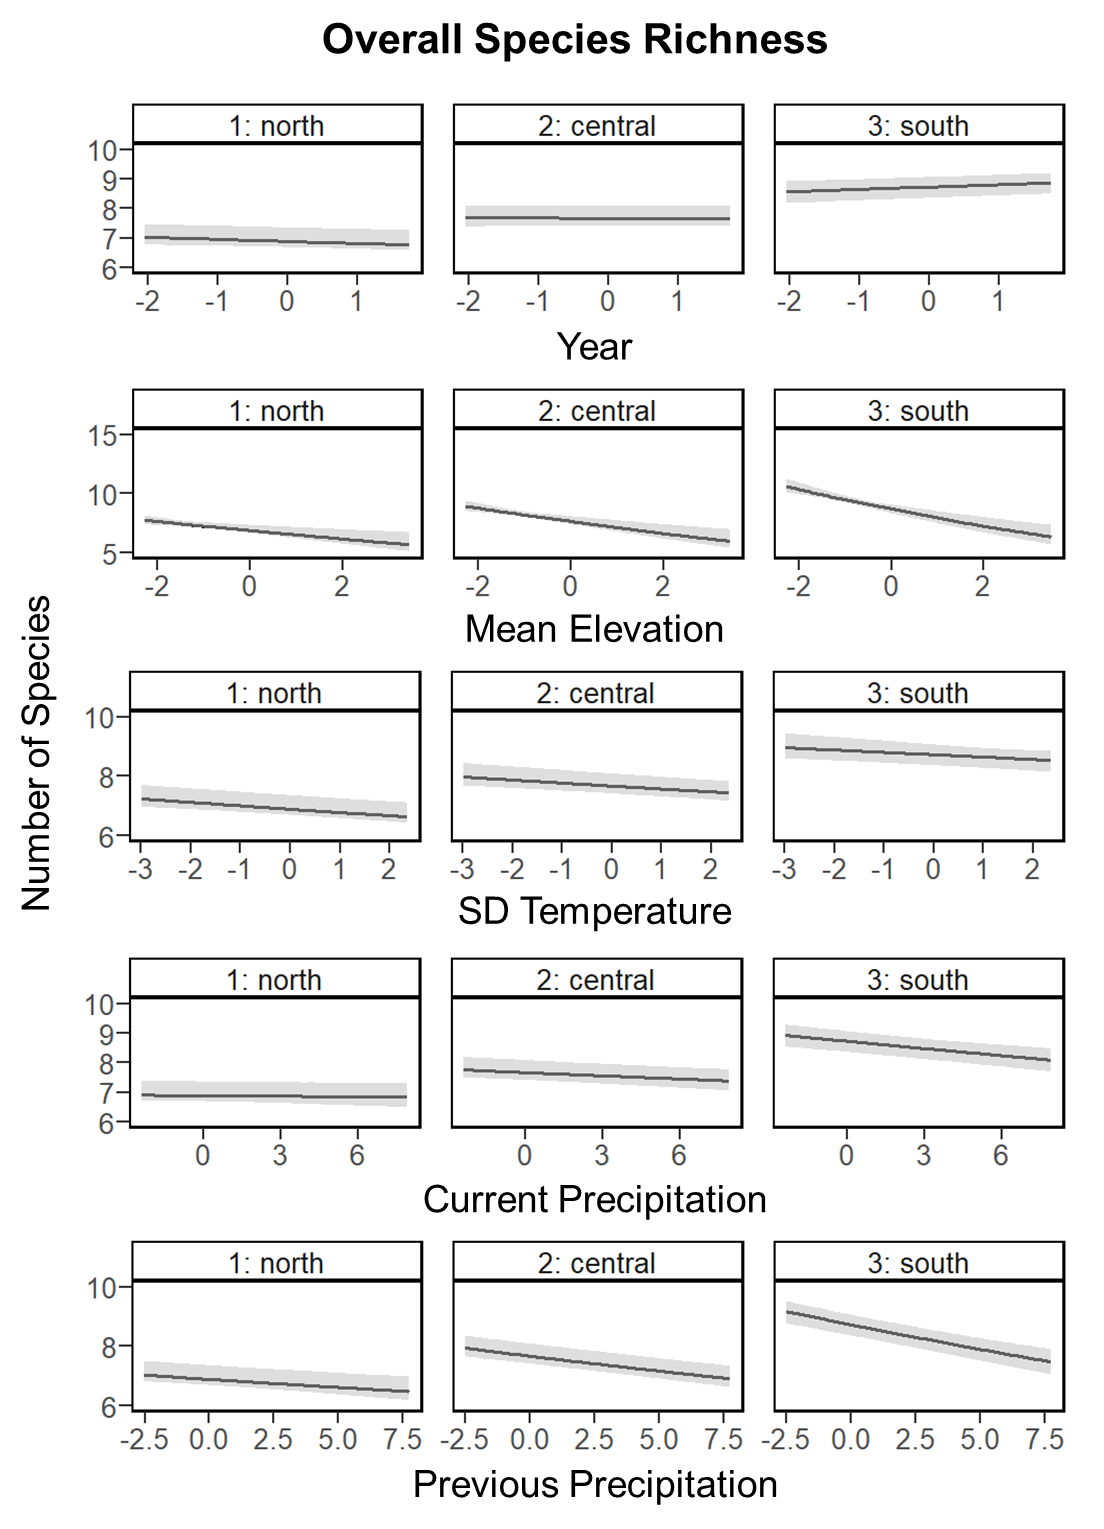 Overall Species Richness
Number of Species
1: north 2: central 3: south
10
9
8
7
6
-2 -1 0 1 -2 -1 0 1 -2 -1 0 1
Year
1: north 2: central 3: south
15
10
5
-2 0 2 -2 0 2 -2 0 2
Mean Elevation
1: north 2: central 3: south
10
8
6
-3 -2 -1 0 1 2 -3 -2 -1 0 1 2 -3 -2 -1 0 1 2
SD Temperature
1: north 2: central 3: south
10
9
8
7
6
0 3 6 0 3 6 0 3 6
Current Precipitation
1: north 2: central 3: south
10
8
6
-2.5 0.0 2.5 5.0 7.5 -2.5 0.0 2.5 5.0 7.5 -2.5 0.0 2.5 5.0 7.5
Previous Precipitation